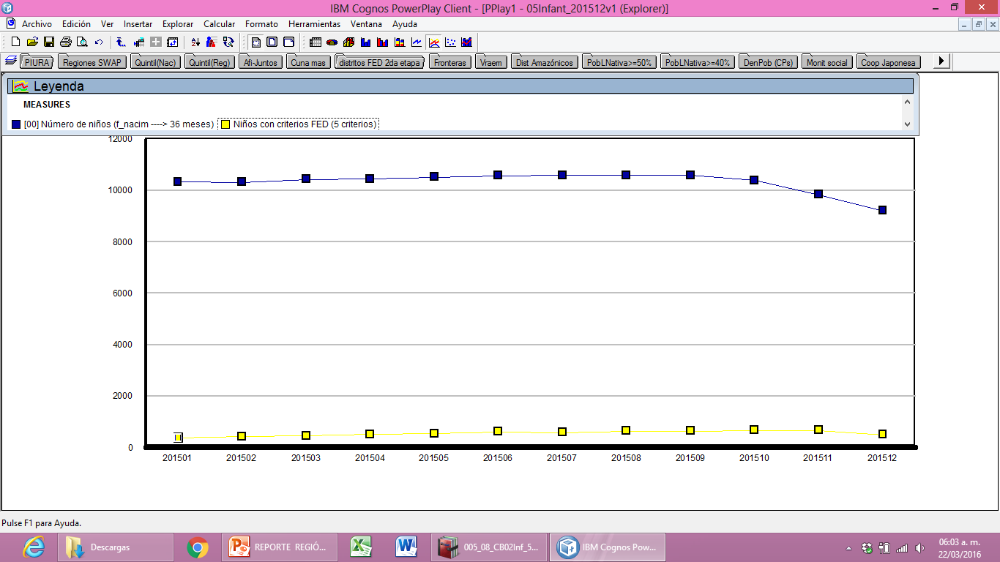 IBM Cognos PowerPlay Client - [PPlay1 - 05Infant_201512v1 (Explorer)]
Archivo Edición Ver Insertar Explorar Calcular Formato Herramientas Ventana Ayuda
PIURA Regiones SWAP Quintil(Nac) Quintil(Reg) Afi-Juntos Cuna mas distritos FED 2da etapa Fronteras Vraem Dist Amazónicos PobLNativa>=50% PobLNativa>=40% DenPob (CPs) Monit social Coop Japonesa
Leyenda
MEASURES
[00] Número de niños (f_nacim ----> 36 meses) Niños con criterios FED (5 criterios)
12000
10000
8000
6000
4000
2000
0
201501 201502 201503 201504 201505 201506 201507 201508 201509 201510 201511 201512
Pulse F1 para Ayuda.
Descargas REPORTE REGIÓ... 005_08_CB02Inf_5... IBM Cognos Pow...
06:03 a. m.
22/03/2016